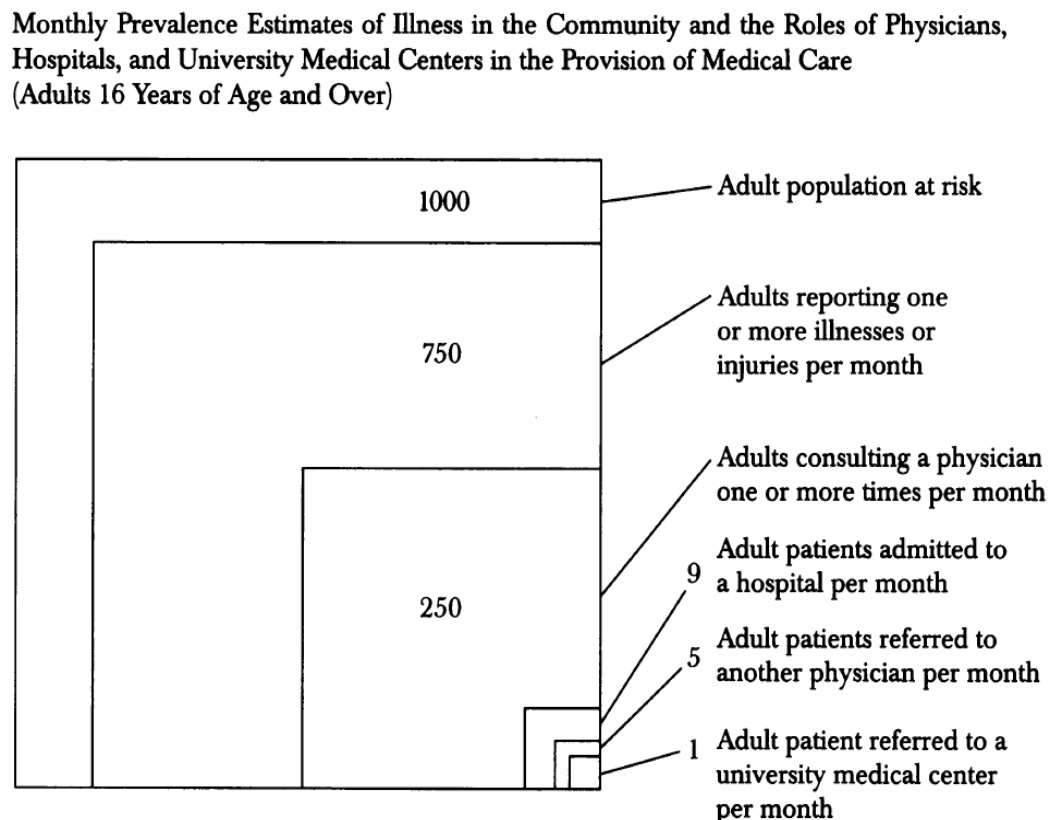 Monthly Prevalence Estimates of Illness in the Community and the Roles of Physicians,
Hospitals, and University Medical Centers in the Provision of Medical Care
(Adults 16 Years of Age and Over)
1000
Adult population at risk
750
Adults reporting one
or more illnesses or
injuries per month
250
Adults consulting a physician
one or more times per month
9
Adult patients admitted to
a hospital per month
5
Adult patients referred to
another physician per month
1
Adult patient referred to a
university medical center
per month